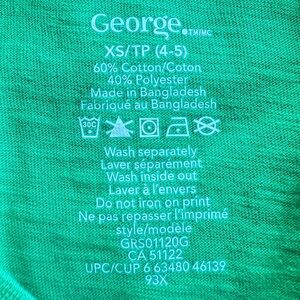 George.TM/MC
XS/TP (4-5)
60% Cotton/Coton
40% Polyester
Made in Bangladesh
Fabriqué au Bangladesh
30C
Wash separately
Laver séparément
Wash inside out
Laver à l'envers
Do not iron on print
Ne pas repasser l'imprimé
style/modèle
GRS01120G
CA 51122
UPC/CUP 6 63480 46139
93X